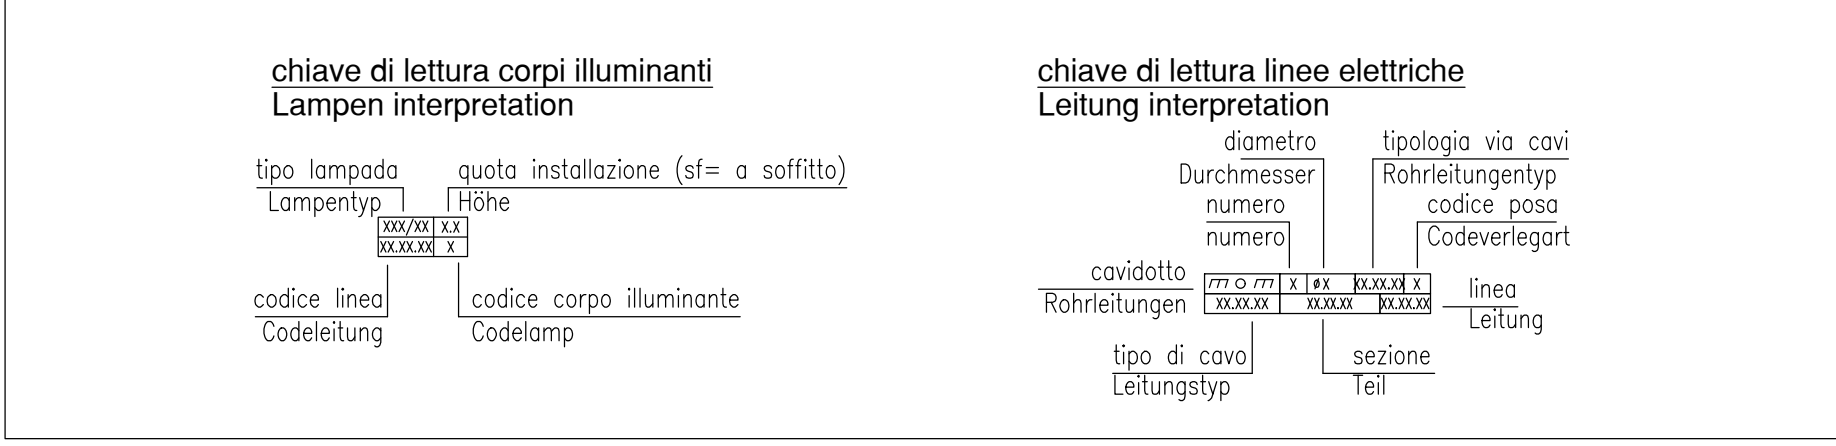 chiave di lettura corpi illuminanti
Lampen interpretation
tipo lampada
Lampentyp
quota installazione (sf= a soffitto)
Höhe
XXX/XX X.X
XX.XX.XX X
codice linea
Codeleitung
codice corpo illuminante
Codelamp
chiave di lettura linee elettriche
Leitung interpretation
diametro
Durchmesser
tipologia via cavi
Rohrleitungentyp
numero
numero
codice posa
Codeverlegart
cavidotto
Rohrleitungen
X øX XX.XX.XX X
XX.XX.XX XX.XX.XX XX.XX.XX
linea
Leitung
tipo di cavo
Leitungstyp
sezione
Teil